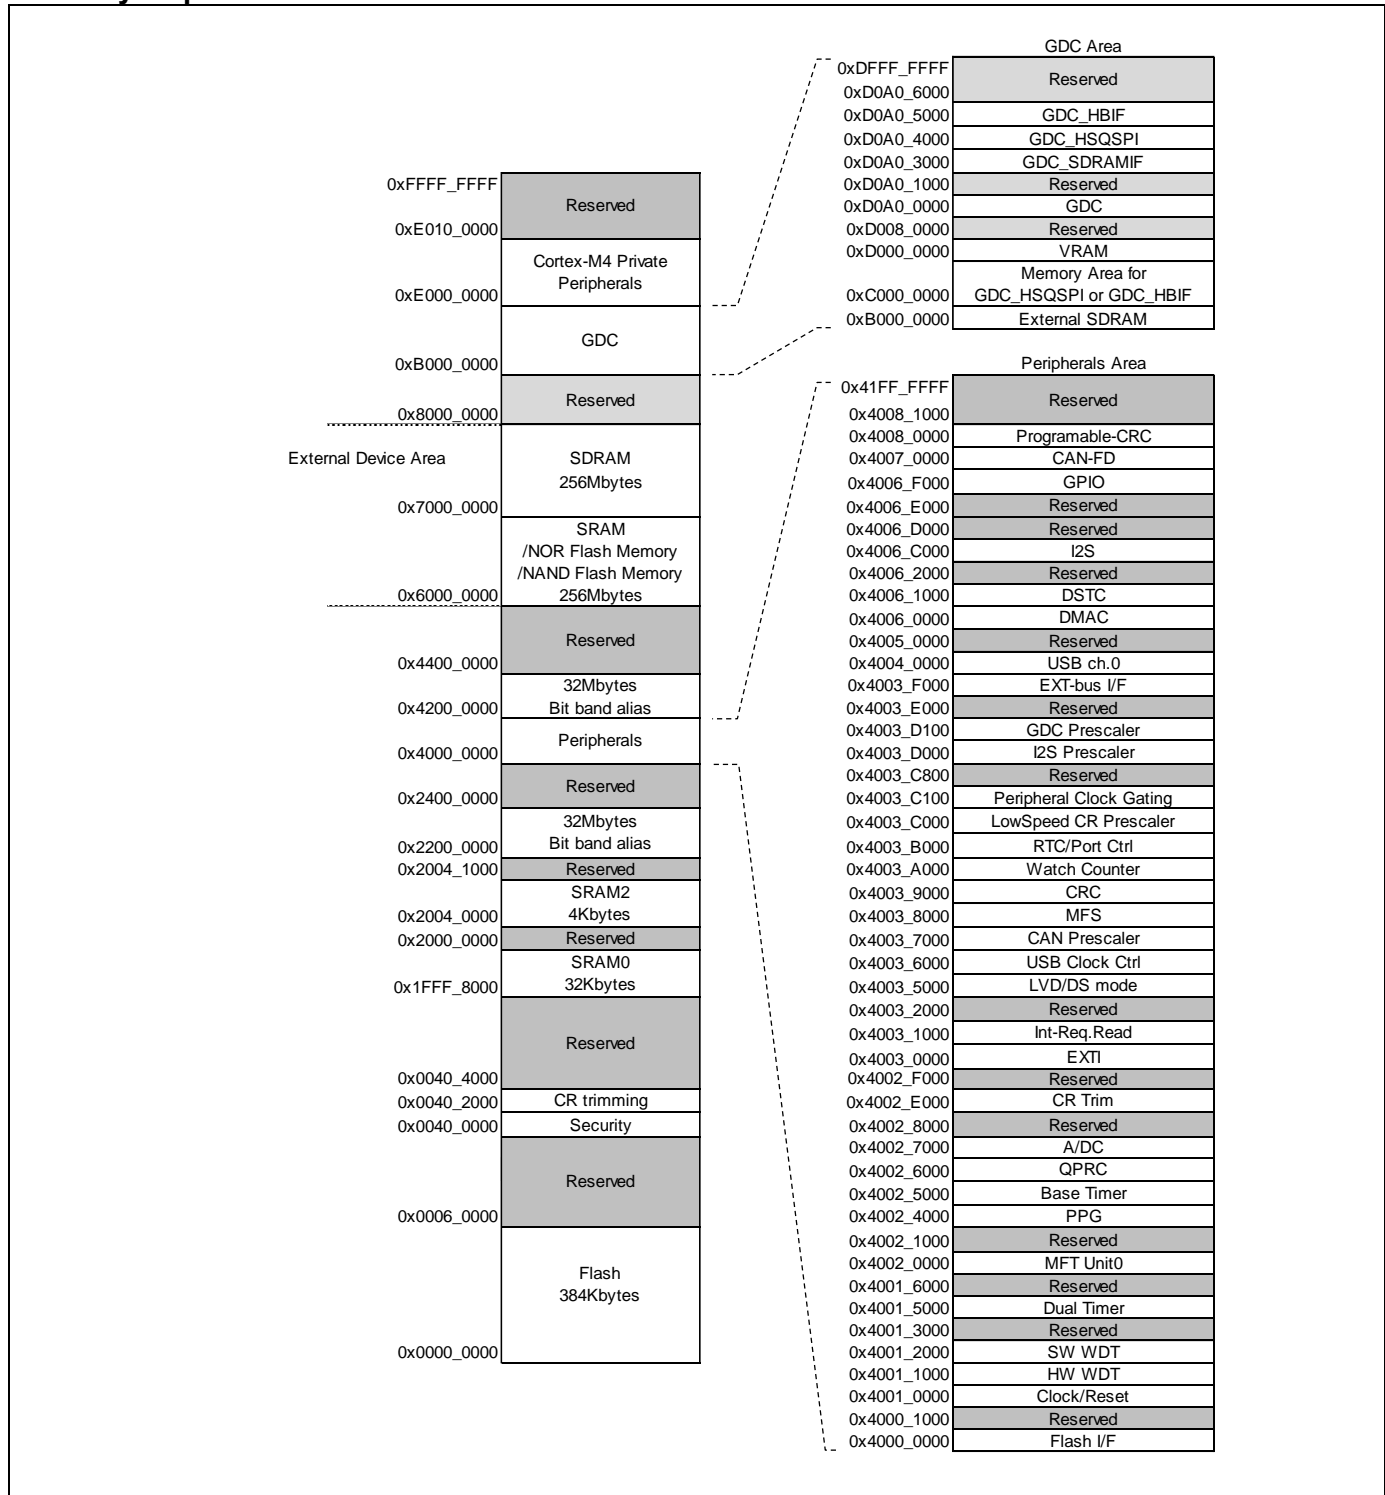 0xFFFF_FFFF
Reserved
0xE010_0000
Cortex-M4 Private
Peripherals
0xE000_0000
GDC
0xB000_0000
Reserved
0x8000_0000
External Device Area
SDRAM
256Mbytes
0x7000_0000
SRAM
/NOR Flash Memory
/NAND Flash Memory
0x6000_0000 256Mbytes
Reserved
0x4400_0000
32Mbytes
0x4200_0000 Bit band alias
Peripherals
0x4000_0000
Reserved
0x2400_0000
32Mbytes
0x2200_0000 Bit band alias
0x2004_1000 Reserved
SRAM2
0x2004_0000 4Kbytes
0x2000_0000 Reserved
SRAM0
0x1FFF_8000 32Kbytes
Reserved
0x0040_4000
0x0040_2000 CR trimming
0x0040_0000 Security
Reserved
0x0006_0000
Flash
384Kbytes
0x0000_0000
GDC Area
0xDFFF_FFFF
Reserved
0xD0A0_6000
0xD0A0_5000 GDC_HBIF
0xD0A0_4000 GDC_HSQSPI
0xD0A0_3000 GDC_SDRAMIF
0xD0A0_1000 Reserved
0xD0A0_0000 GDC
0xD008_0000 Reserved
0xD000_0000 VRAM
Memory Area for
0xC000_0000 GDC_HSQSPI or GDC_HBIF
0xB000_0000 External SDRAM
Peripherals Area
0x41FF_FFFF
Reserved
0x4008_1000
0x4008_0000 Programable-CRC
0x4007_0000 CAN-FD
0x4006_F000 GPIO
0x4006_E000 Reserved
0x4006_D000 Reserved
0x4006_C000 I2S
0x4006_2000 Reserved
0x4006_1000 DSTC
0x4006_0000 DMAC
0x4005_0000 Reserved
0x4004_0000 USB ch.0
0x4003_F000 EXT-bus I/F
0x4003_E000 Reserved
0x4003_D100 GDC Prescaler
0x4003_D000 I2S Prescaler
0x4003_C800 Reserved
0x4003_C100 Peripheral Clock Gating
0x4003_C000 LowSpeed CR Prescaler
0x4003_B000 RTC/Port Ctrl
0x4003_A000 Watch Counter
0x4003_9000 CRC
0x4003_8000 MFS
0x4003_7000 CAN Prescaler
0x4003_6000 USB Clock Ctrl
0x4003_5000 LVD/DS mode
0x4003_2000 Reserved
0x4003_1000 Int-Req.Read
0x4003_0000 EXTI
0x4002_F000 Reserved
0x4002_E000 CR Trim
0x4002_8000 Reserved
0x4002_7000 A/DC
0x4002_6000 QPRC
0x4002_5000 Base Timer
0x4002_4000 PPG
0x4002_1000 Reserved
0x4002_0000 MFT Unit0
0x4001_6000 Reserved
0x4001_5000 Dual Timer
0x4001_3000 Reserved
0x4001_2000 SW WDT
0x4001_1000 HW WDT
0x4001_0000 Clock/Reset
0x4000_1000 Reserved
0x4000_0000 Flash I/F